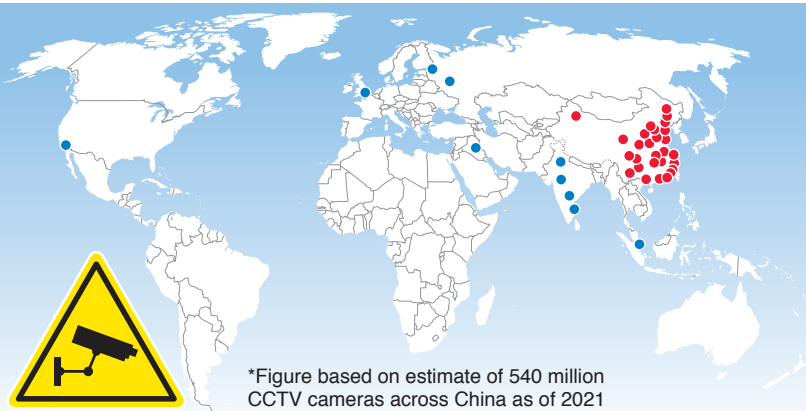 *Figure based on estimate of 540 million
CCTV cameras across China as of 2021